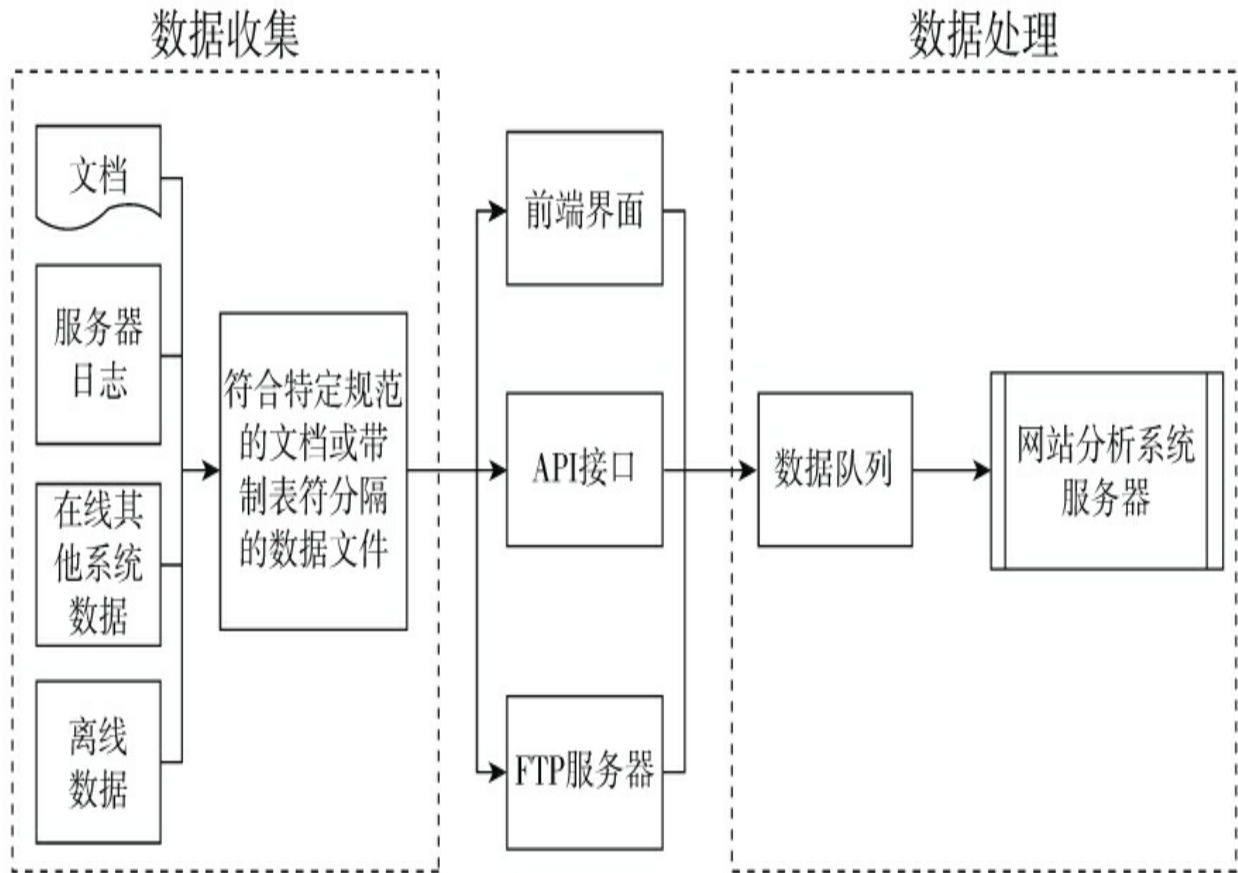 数据收集
数据处理
文档
服务器
日志
在线其
他系统
数据
离线
数据
符合特定规范
的文档或带
制表符分隔
的数据文件
前端界面
API接口
FTP服务器
数据队列
网站分析系统
服务器